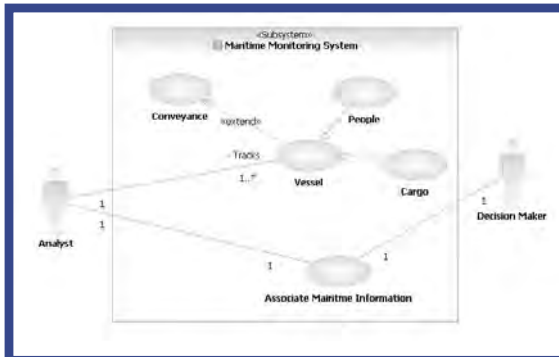 «Subsystem»
Maritime Monitoring System
Conveyance
People
«extend»
- Tracks
1..*
Vessel
Cargo
1
1
Analyst
1
Decision Maker
1
1
Associate Mairitme Information